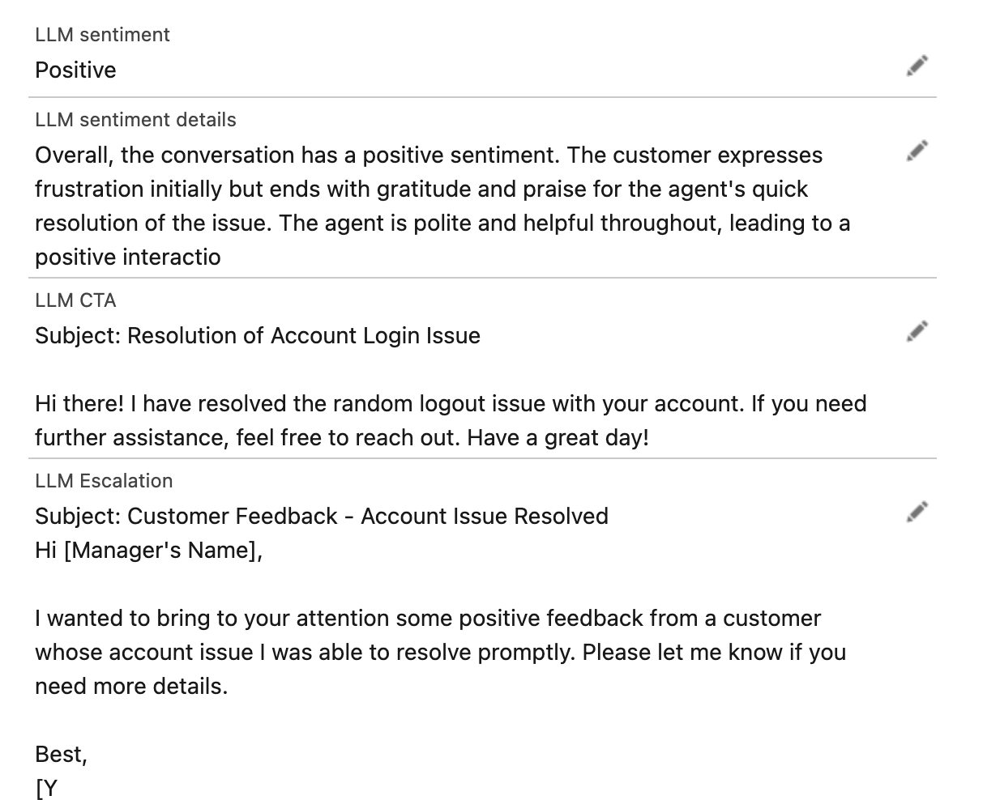 LLM sentiment
Positive
LLM sentiment details
Overall, the conversation has a positive sentiment. The customer expresses
frustration initially but ends with gratitude and praise for the agent's quick
resolution of the issue. The agent is polite and helpful throughout, leading to a
positive interactio
LLM CTA
Subject: Resolution of Account Login Issue
Hi there! I have resolved the random logout issue with your account. If you need
further assistance, feel free to reach out. Have a great day!
LLM Escalation
Subject: Customer Feedback - Account Issue Resolved
Hi [Manager's Name],
I wanted to bring to your attention some positive feedback from a customer
whose account issue I was able to resolve promptly. Please let me know if you
need more details.
Best,
[Y